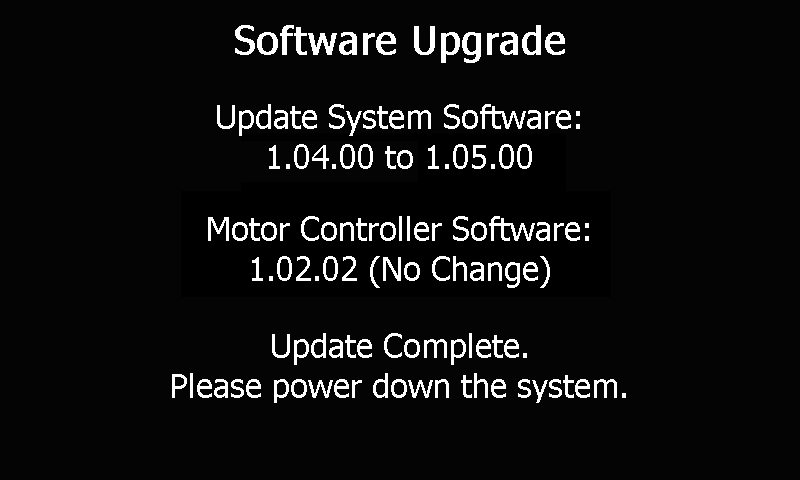 Software Upgrade
Update System Software:
1.04.00 to 1.05.00
Motor Controller Software:
1.02.02 (No Change)
Update Complete.
Please power down the system.